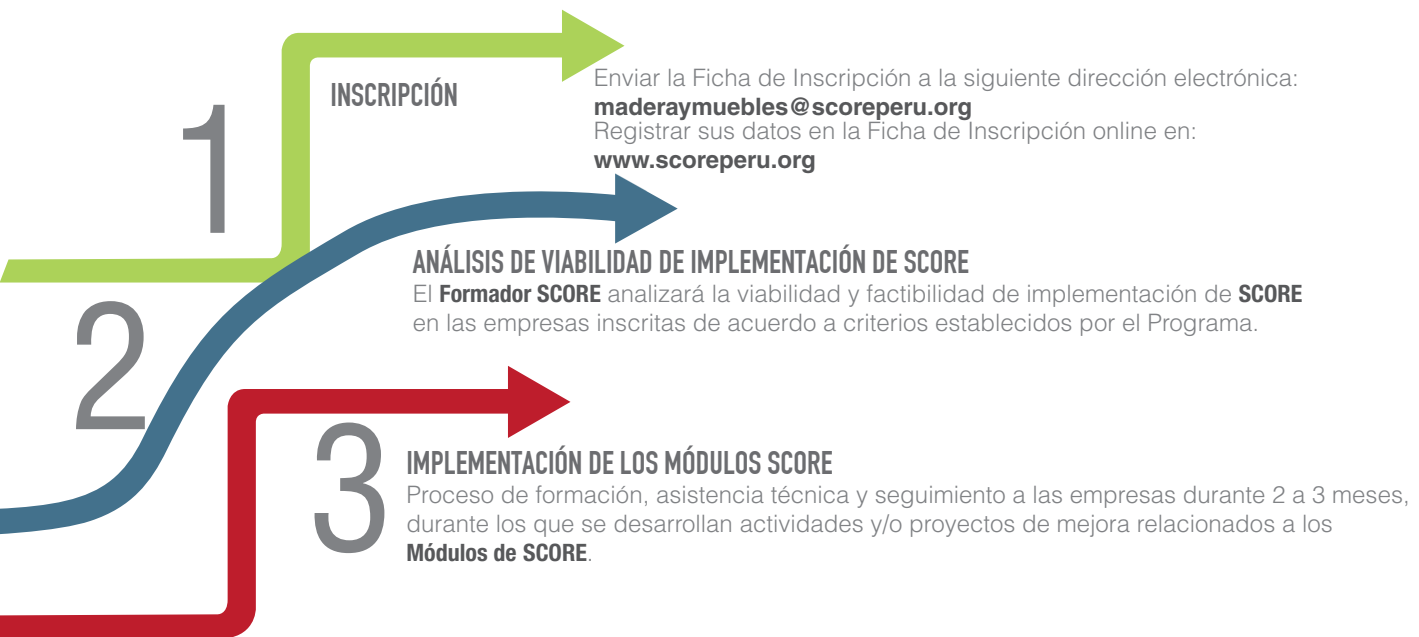 1
INSCRIPCIÓN
Enviar la Ficha de Inscripción a la siguiente dirección electrónica:
maderaymuebles@scoreperu.org
Registrar sus datos en la Ficha de Inscripción online en:
www.scoreperu.org
2
ANÁLISIS DE VIABILIDAD DE IMPLEMENTACIÓN DE SCORE
El Formador SCORE analizará la viabilidad y factibilidad de implementación de SCORE
en las empresas inscritas de acuerdo a criterios establecidos por el Programa.
3
IMPLEMENTACIÓN DE LOS MÓDULOS SCORE
Proceso de formación, asistencia técnica y seguimiento a las empresas durante 2 a 3 meses,
durante los que se desarrollan actividades y/o proyectos de mejora relacionados a los
Módulos de SCORE.